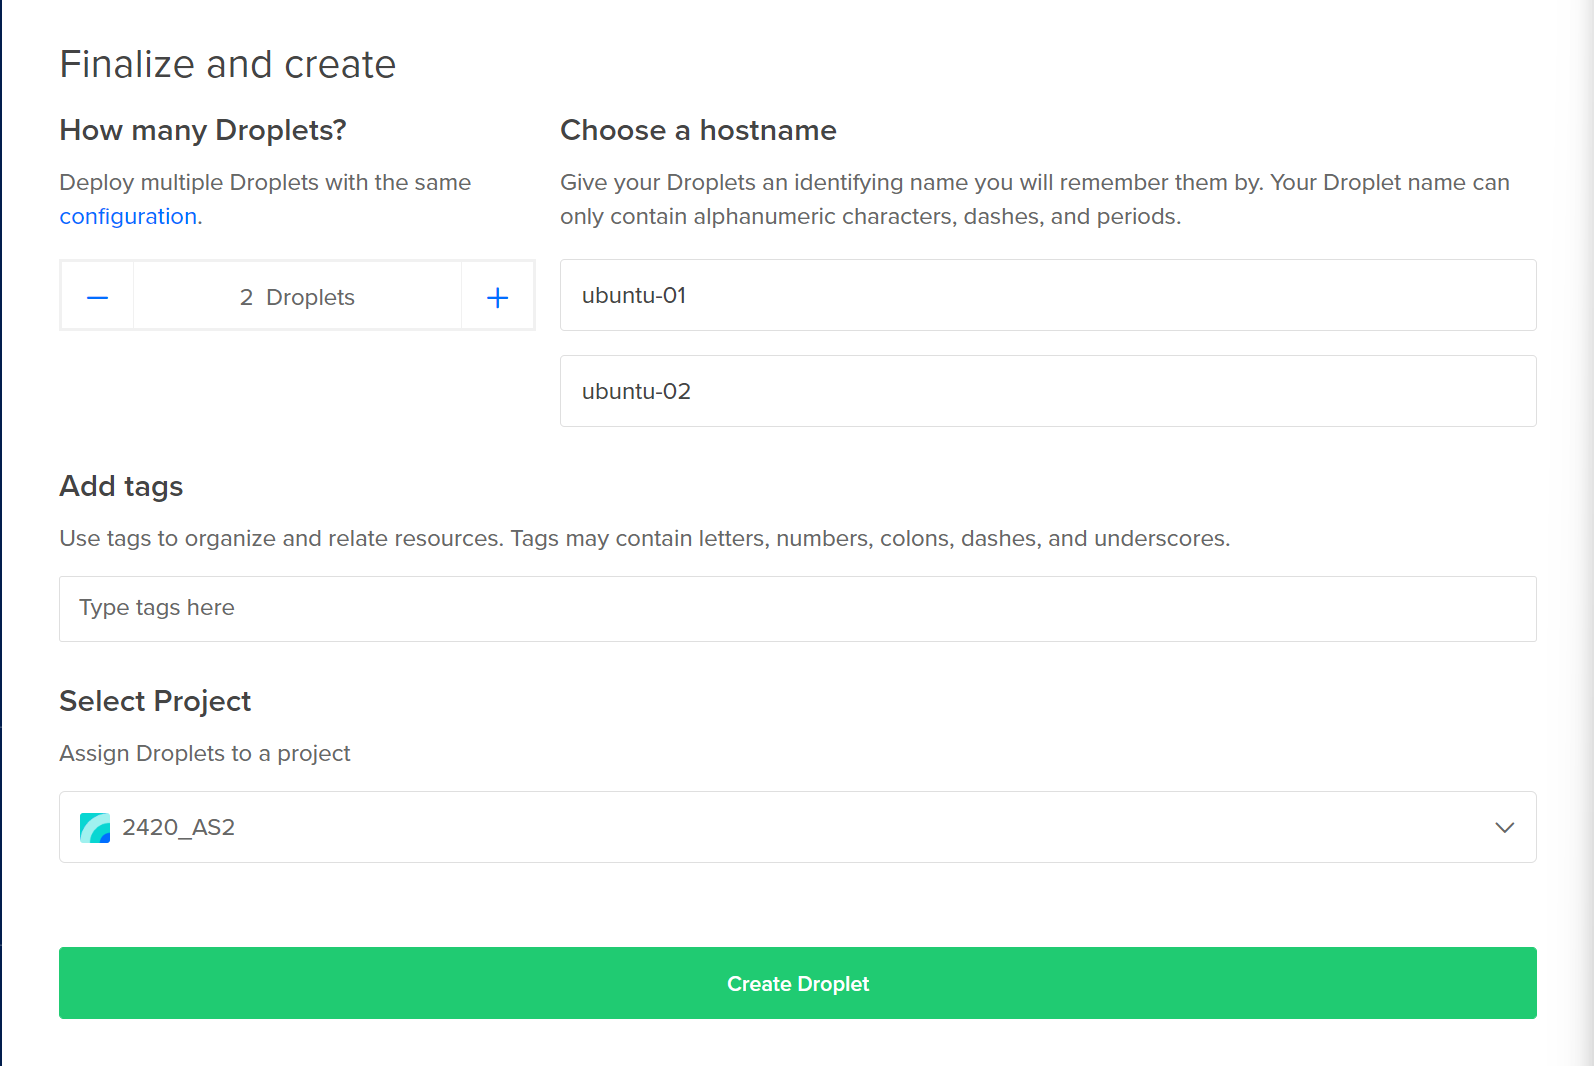 Finalize and create
How many Droplets?
Deploy multiple Droplets with the same
configuration.
2 Droplets
Choose a hostname
Give your Droplets an identifying name you will remember them by. Your Droplet name can
only contain alphanumeric characters, dashes, and periods.
ubuntu-01
ubuntu-02
Add tags
Use tags to organize and relate resources. Tags may contain letters, numbers, colons, dashes, and underscores.
Type tags here
Select Project
Assign Droplets to a project
2420_AS2
Create Droplet